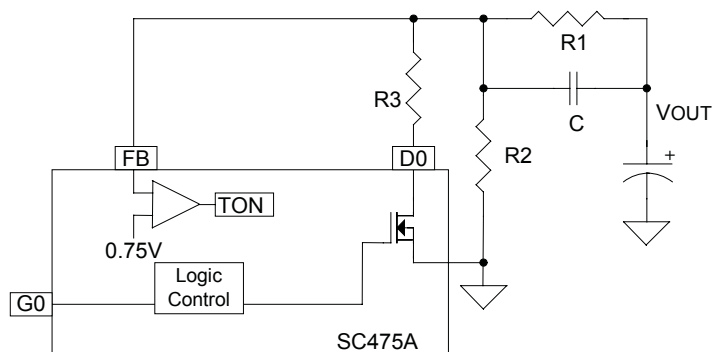 R1
R3
C
VOUT
R2
FB
D0
TON
0.75V
Logic
Control
G0
SC475A
+